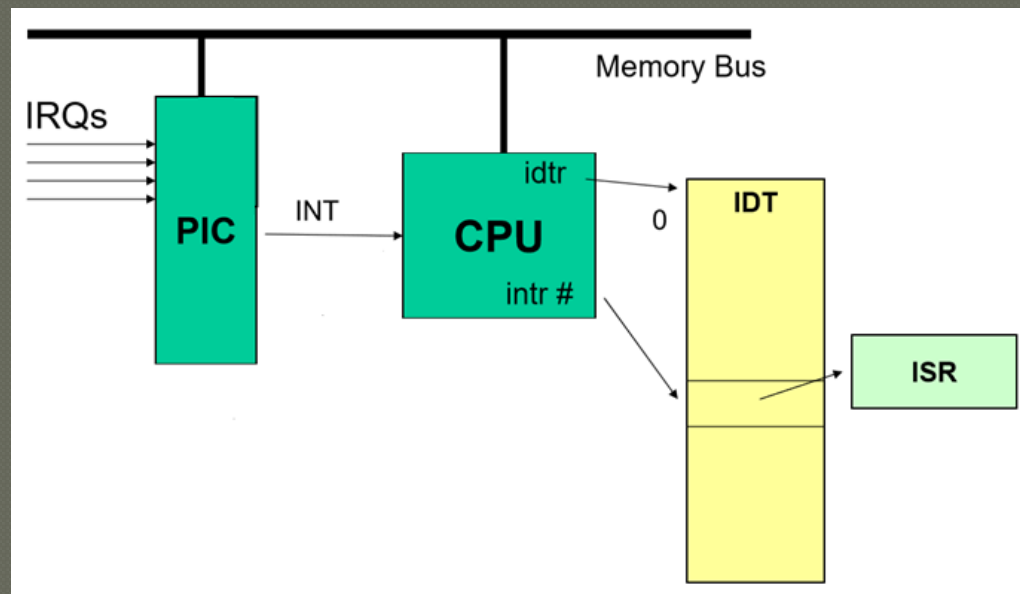 Memory Bus
IRQs
PIC
INT
idtr
CPU
intr #
0
IDT
ISR